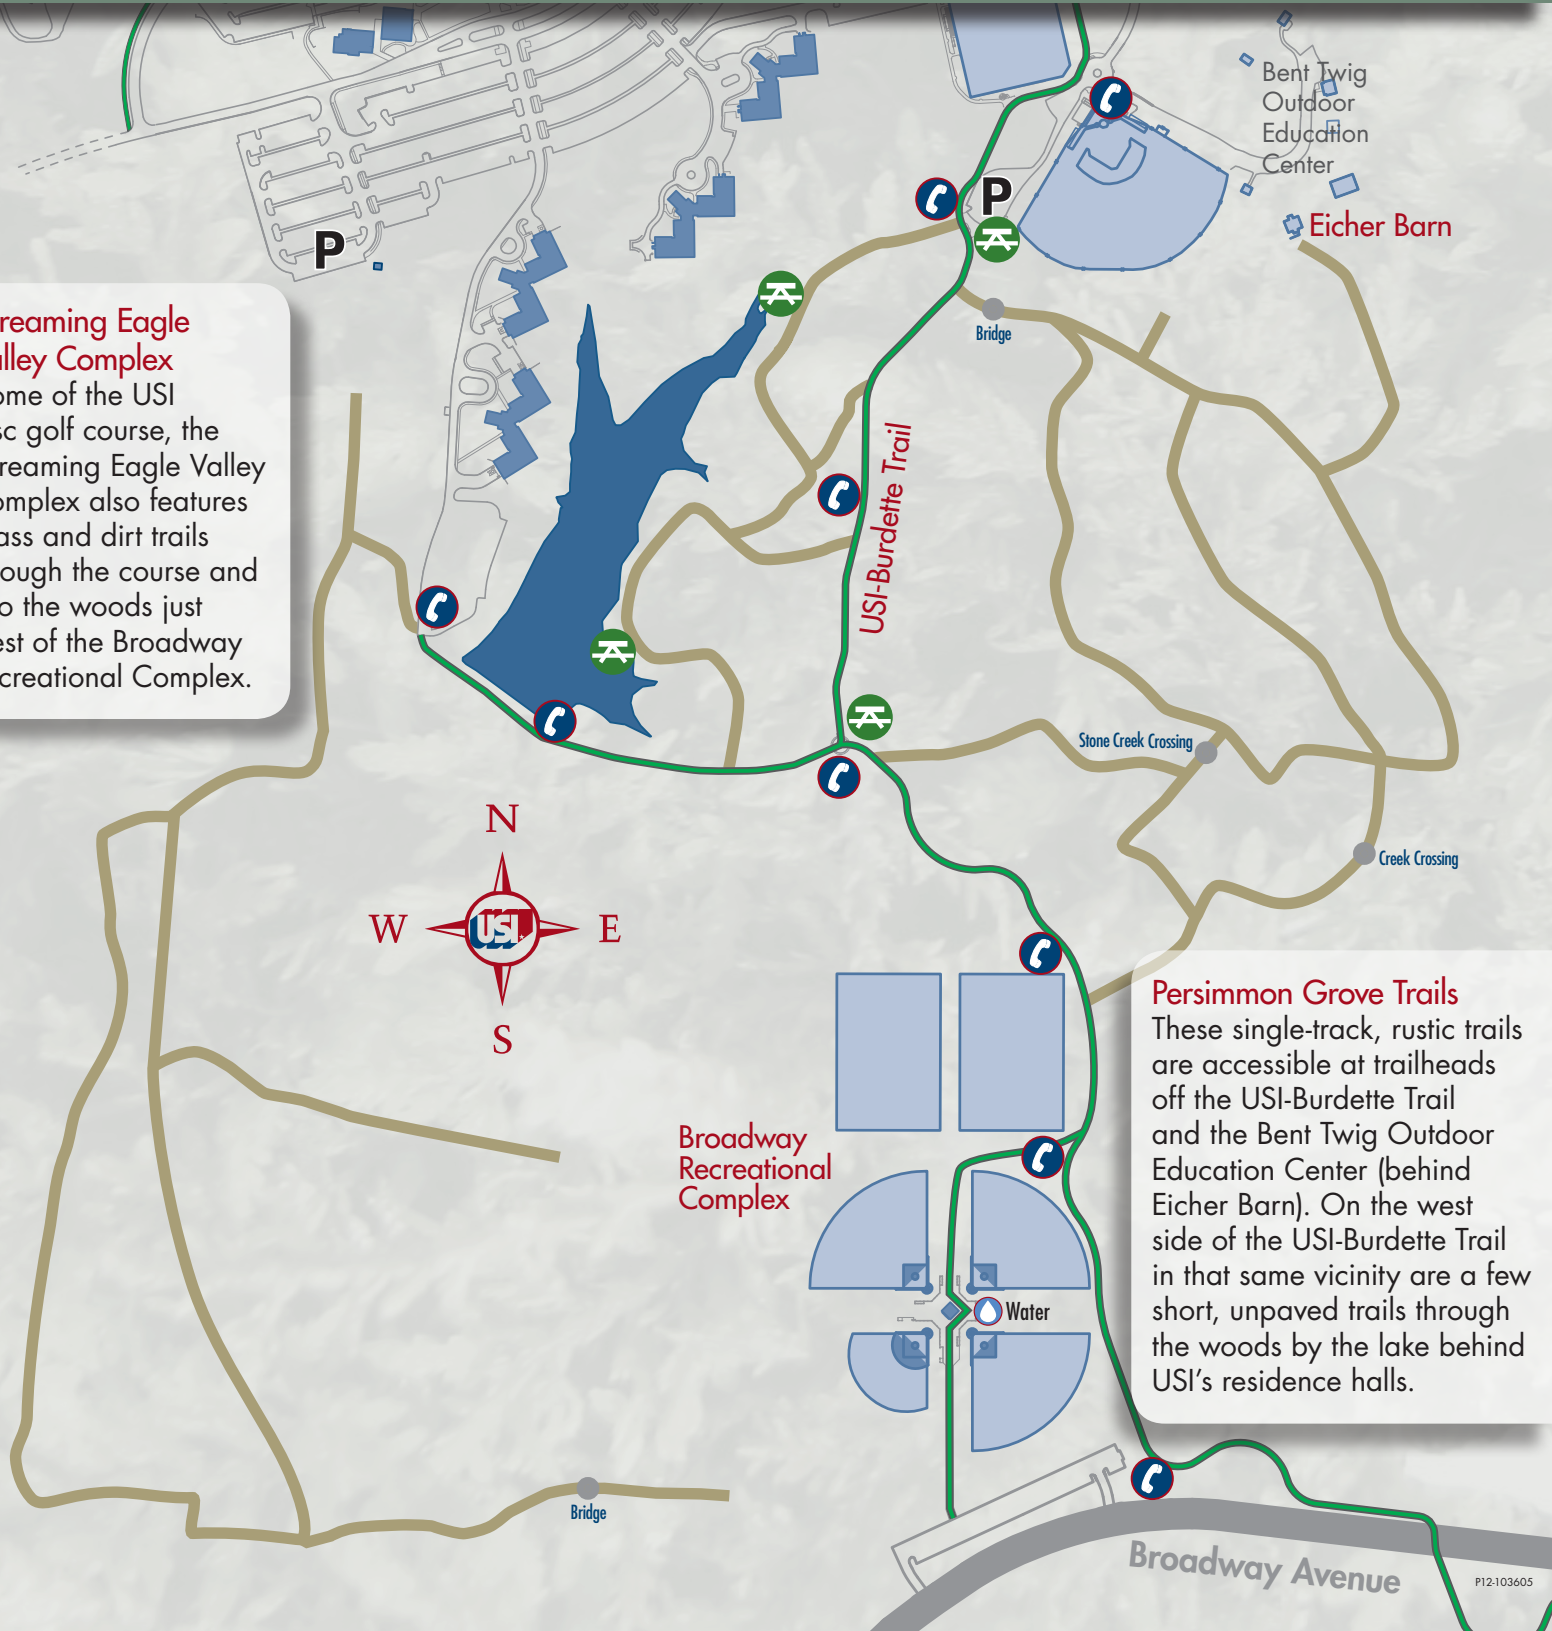 Bent Twig
Outdoor
Education
Center
P
Eicher Barn
P
Bridge
reaming Eagle
lley Complex
ome of the USI
sc golf course, the
reaming Eagle Valley
omplex also features
ass and dirt trails
ough the course and
o the woods just
est of the Broadway
creational Complex.
USI-Burdette Trail
Stone Creek Crossing
N
W
USI
E
S
Creek Crossing
Persimmon Grove Trails
These single-track, rustic trails
are accessible at trailheads
off the USI-Burdette Trail
and the Bent Twig Outdoor
Education Center (behind
Eicher Barn). On the west
side of the USI-Burdette Trail
in that same vicinity are a few
short, unpaved trails through
the woods by the lake behind
USI's residence halls.
Broadway
Recreational
Complex
Water
Bridge
Broadway Avenue
P12-103605